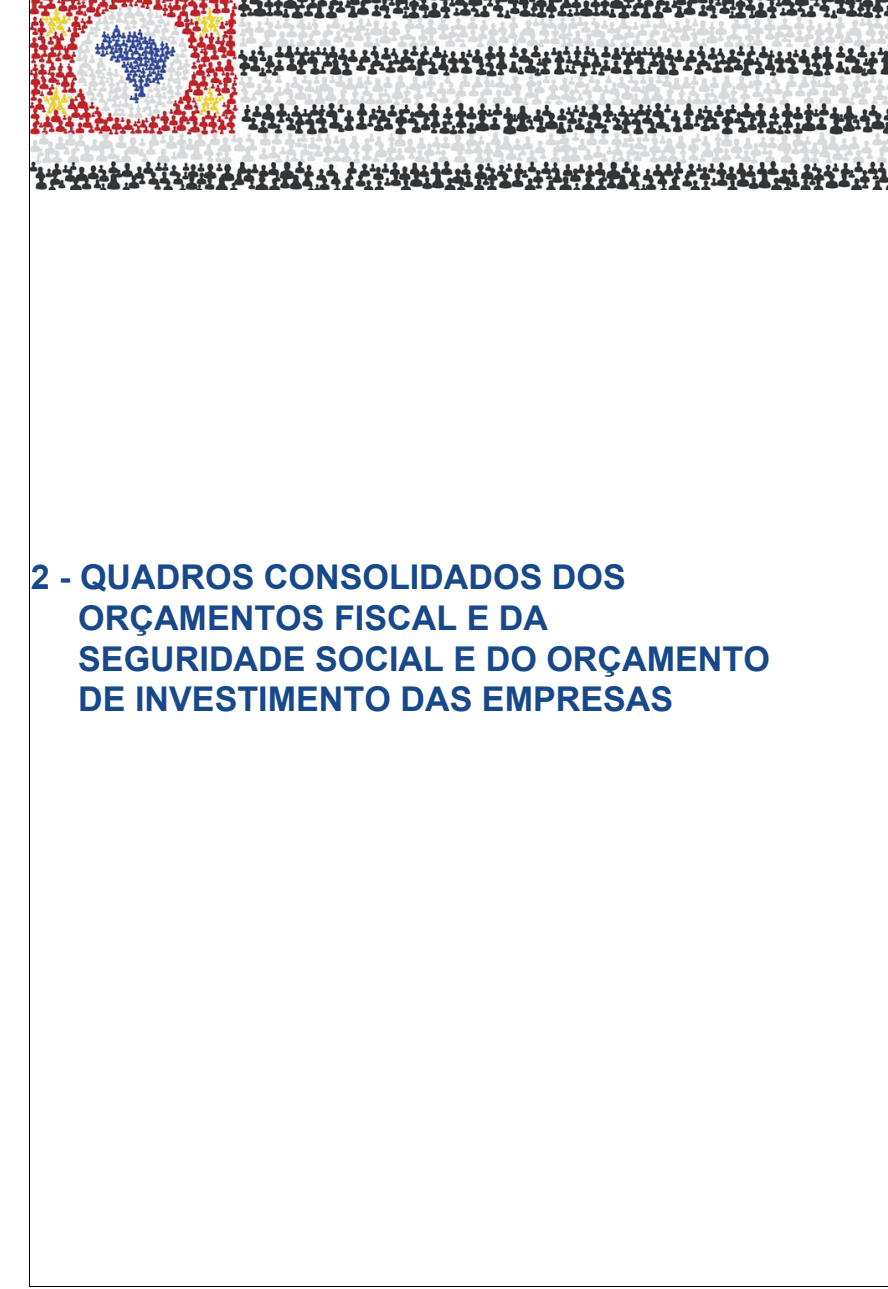 2 - QUADROS CONSOLIDADOS DOS
ORÇAMENTOS FISCAL E DA
SEGURIDADE SOCIAL E DO ORÇAMENTO
DE INVESTIMENTO DAS EMPRESAS